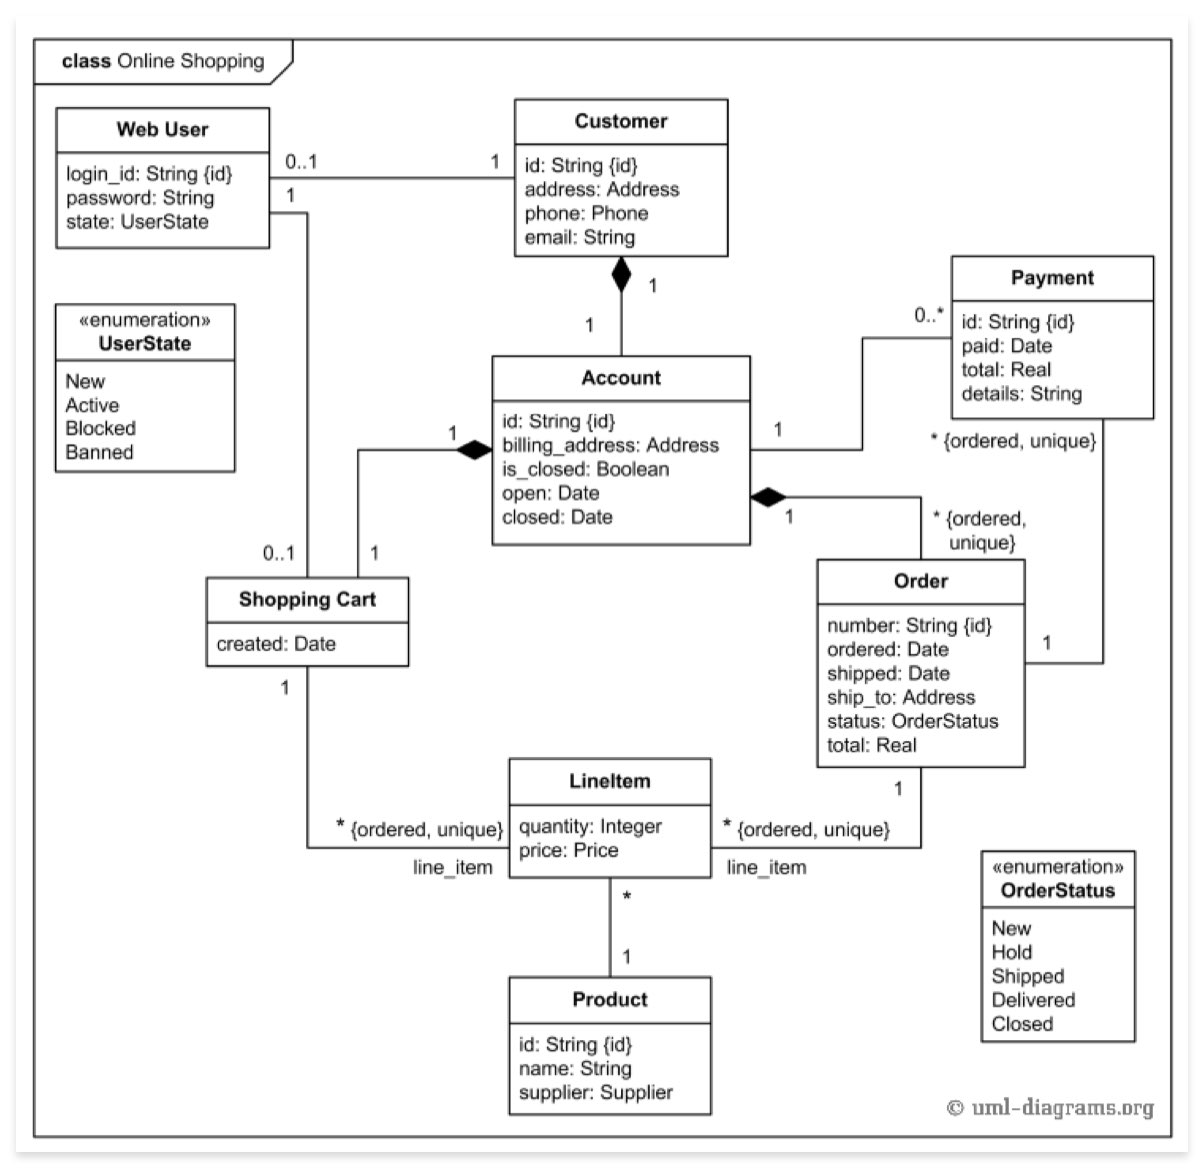 class Online Shopping
Web User
login_id: String {id}
password: String
state: UserState
0..1
1
1
Customer
id: String {id}
address: Address
phone: Phone
email: String
1
1
«enumeration»
UserState
New
Active
Blocked
Banned
Payment
id: String {id}
paid: Date
total: Real
details: String
0..*
* {ordered, unique}
Account
id: String {id}
billing_address: Address
is_closed: Boolean
open: Date
closed: Date
1
1
1
* {ordered,
unique}
0..1
1
Shopping Cart
created: Date
1
Order
number: String {id}
ordered: Date
shipped: Date
ship_to: Address
status: OrderStatus
total: Real
1
1
LineItem
quantity: Integer
price: Price
* {ordered, unique}
line_item
* {ordered, unique}
line_item
*
1
Product
id: String {id}
name: String
supplier: Supplier
«enumeration»
OrderStatus
New
Hold
Shipped
Delivered
Closed
© uml-diagrams.org